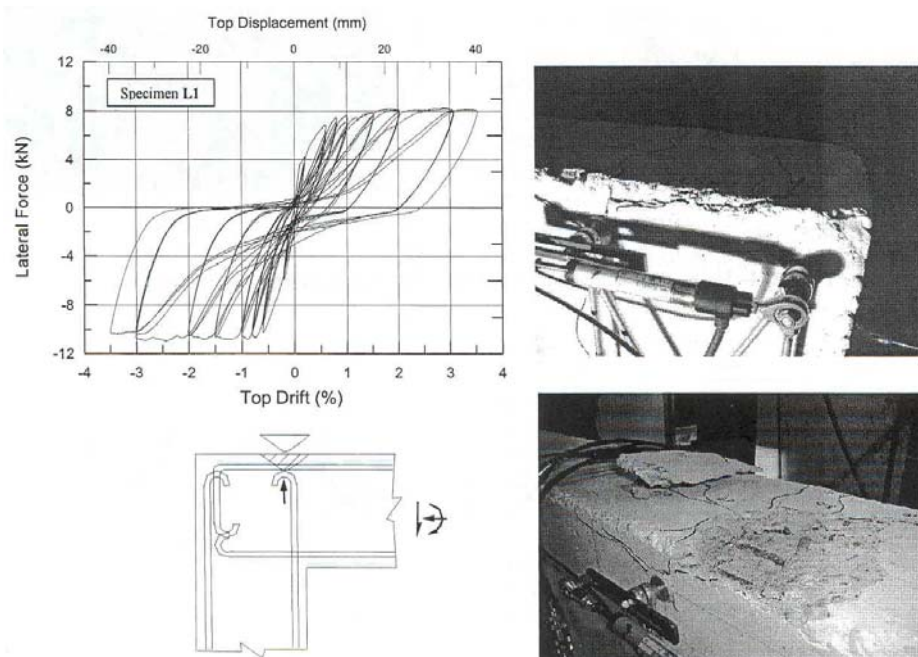 Top Displacement (mm)
-40 -20 0 20 40
12
Specimen L1
8
4
0
-4
-8
-12
Lateral Force (kN)
-4 -3 -2 -1 0 1 2 3 4
Top Drift (%)